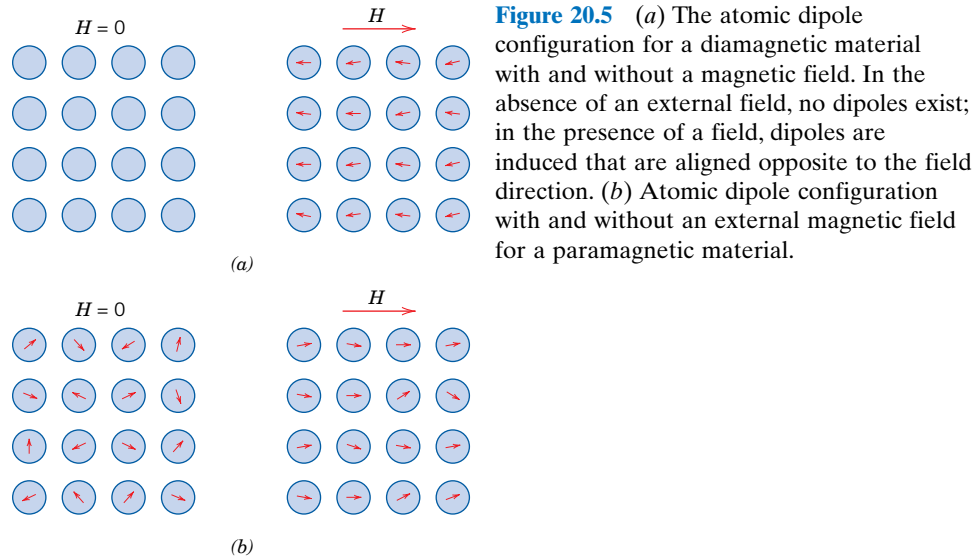 H = 0
H
(a)
H = 0
H
(b)
Figure 20.5 (a) The atomic dipole
configuration for a diamagnetic material
with and without a magnetic field. In the
absence of an external field, no dipoles exist;
in the presence of a field, dipoles are
induced that are aligned opposite to the field
direction. (b) Atomic dipole configuration
with and without an external magnetic field
for a paramagnetic material.